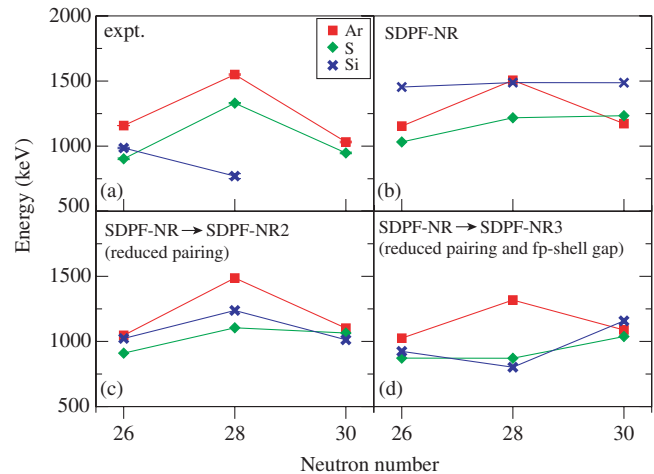 2000
expt.
Ar
S
Si
SDPF-NR
1500
1000
(a)
(b)
500
Energy (keV)
SDPF-NR → SDPF-NR2
(reduced pairing)
SDPF-NR → SDPF-NR3
(reduced pairing and fp-shell gap)
1500
1000
(c)
(d)
500
26 28 30 26 28 30
Neutron number